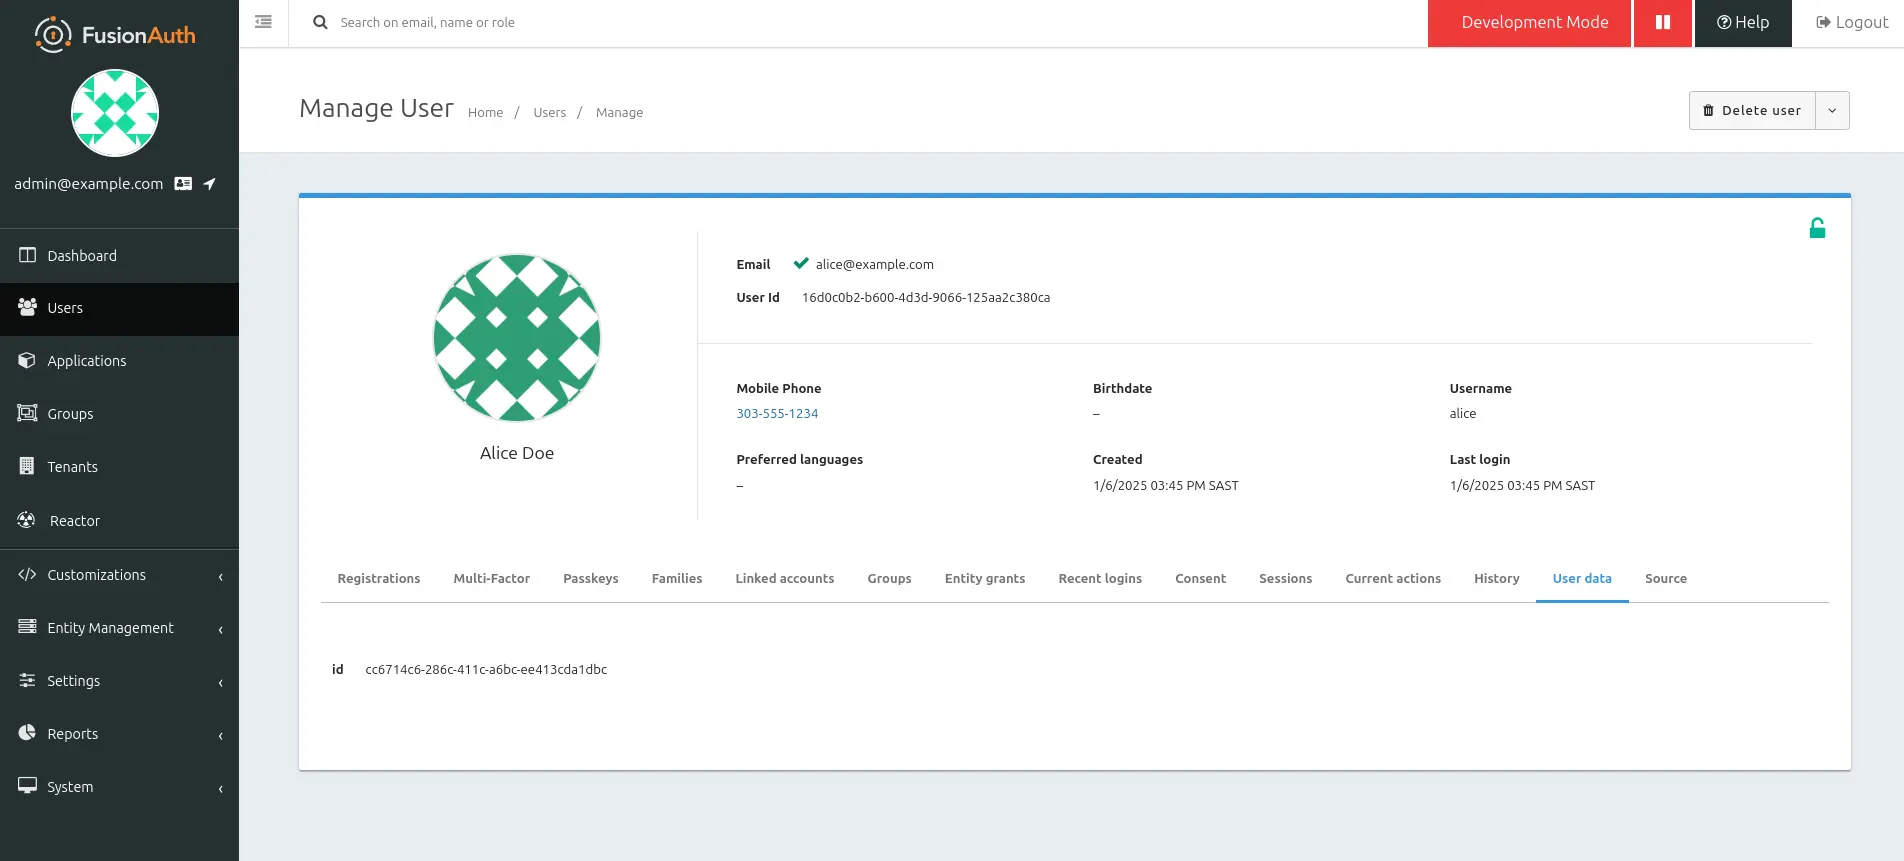 FusionAuth
Search on email, name or role
Development Mode
Help
Logout
admin@example.com
Dashboard
Users
Applications
Groups
Tenants
Reactor
Customizations
Entity Management
Settings
Reports
System
Manage User
Home / Users / Manage
Delete user
Alice Doe
Email alice@example.com
User Id 16d0c0b2-b600-4d3d-9066-125aa2c380ca
Mobile Phone Birthdate Username
303-555-1234 – alice
Preferred languages Created Last login
– 1/6/2025 03:45 PM SAST 1/6/2025 03:45 PM SAST
Registrations Multi-Factor Passkeys Families Linked accounts Groups Entity grants Recent logins Consent Sessions Current actions History User data Source
id cc6714c6-286c-411c-a6bc-ee413cda1dbc